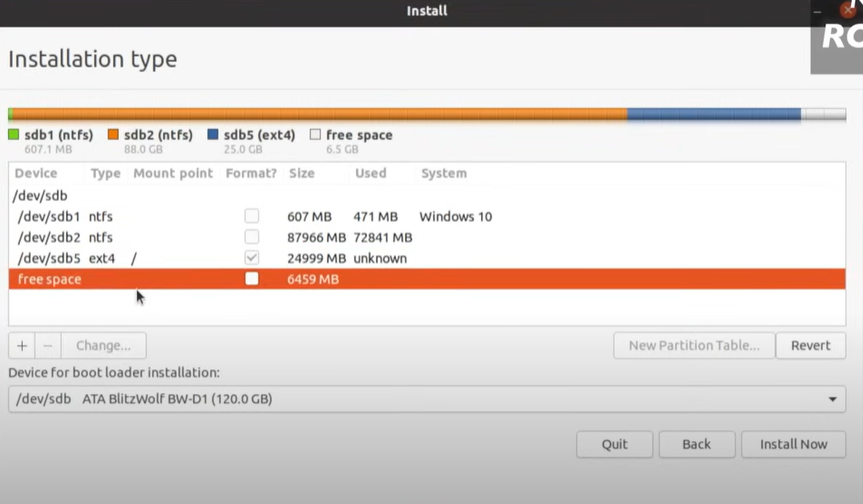 Install
Installation type
sdb1 (ntfs) sdb2 (ntfs) sdb5 (ext4) free space
607.1 MB 88.0 GB 25.0 GB 6.5 GB
Device Type Mount point Format? Size Used System
/dev/sdb
/dev/sdb1 ntfs 607 MB 471 MB Windows 10
/dev/sdb2 ntfs 87966 MB 72841 MB
/dev/sdb5 ext4 / 24999 MB unknown
free space 6459 MB
+ − Change... New Partition Table... Revert
Device for boot loader installation:
/dev/sdb ATA BlitzWolf BW-D1 (120.0 GB)
Quit Back Install Now